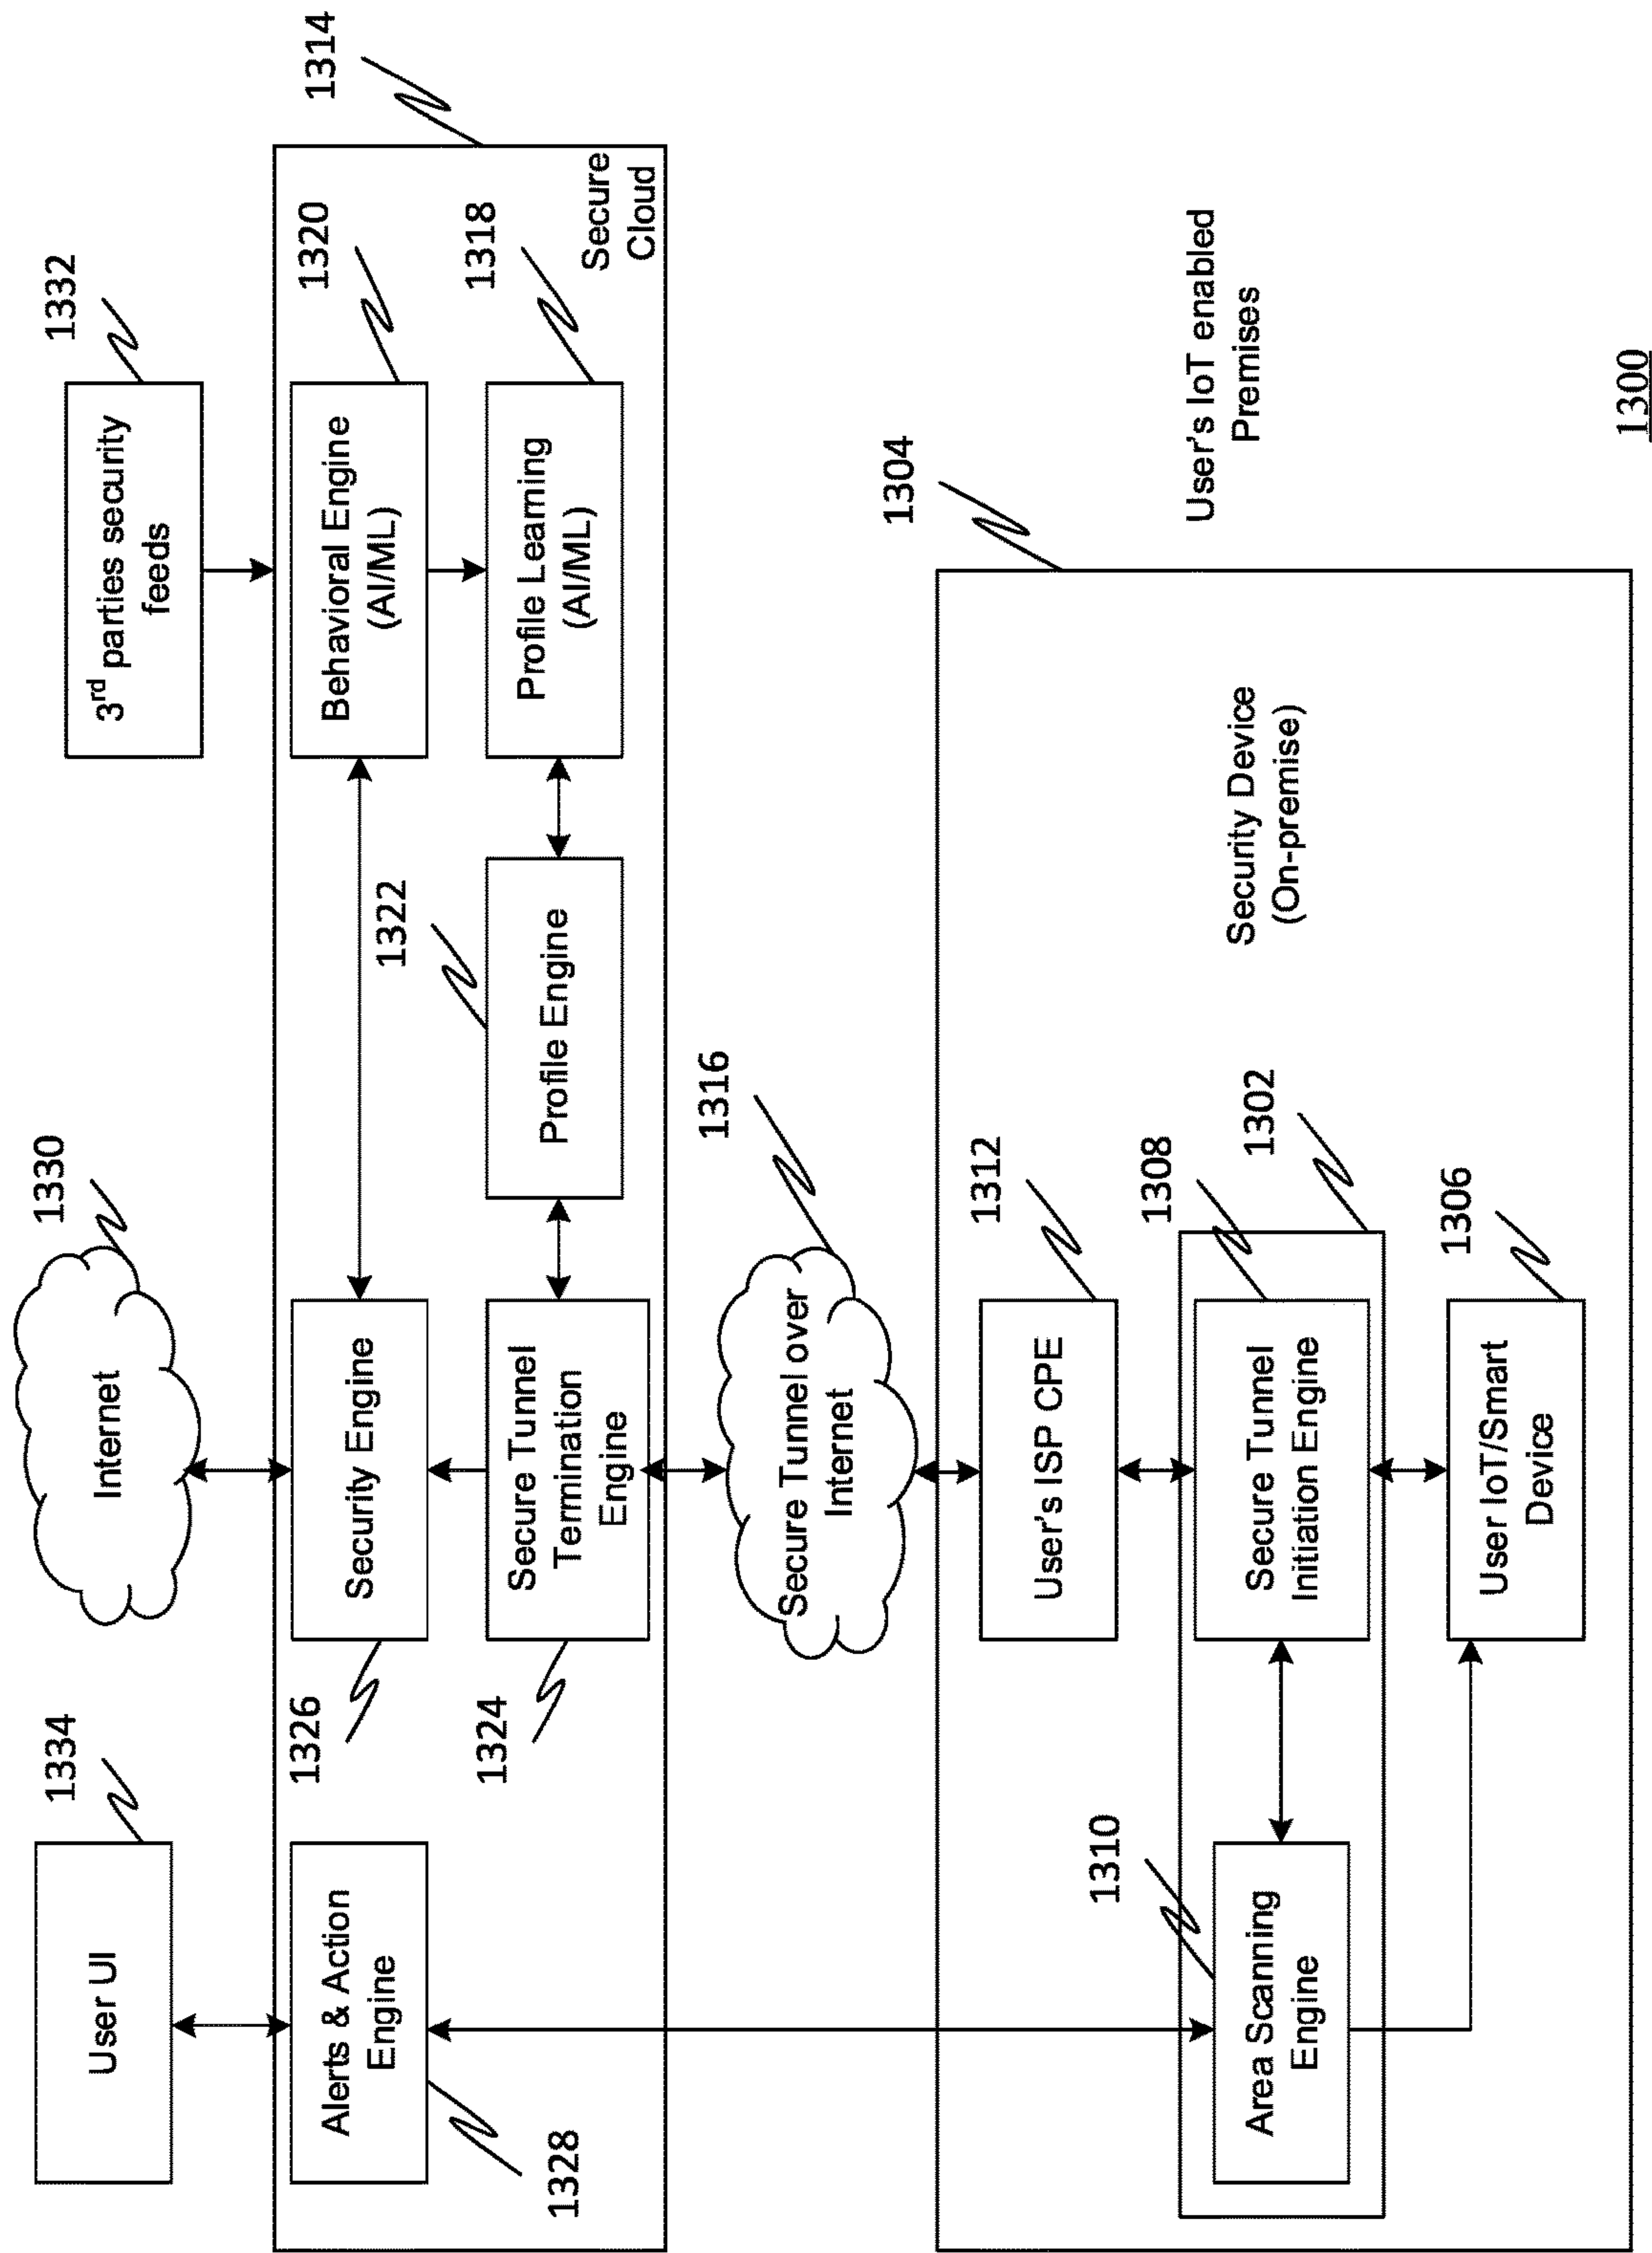 1334
User UI
1330
Internet
1332
3rd parties security
feeds
1314
Alerts & Action
Engine
1328
1326
Security Engine
1324
Secure Tunnel
Termination
Engine
1322
Profile Engine
1320
Behavioral Engine
(AI/ML)
1318
Profile Learning
(AI/ML)
Secure
Cloud
1316
Secure Tunnel over
Internet
1304
1312
User's ISP CPE
1310
Area Scanning
Engine
1308
Secure Tunnel
Initiation Engine
1302
1306
User IoT/Smart
Device
Security Device
(On-premise)
User's IoT enabled
Premises
1300